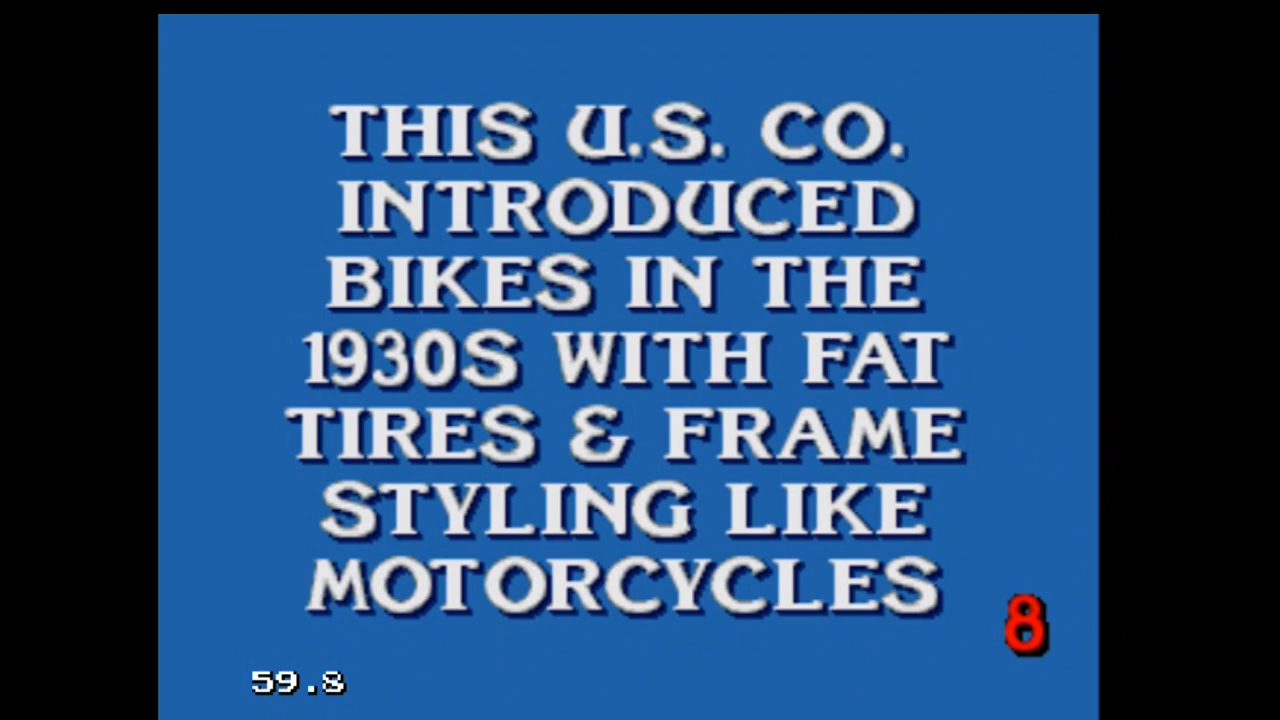 THIS U.S. CO.
INTRODUCED
BIKES IN THE
1930S WITH FAT
TIRES & FRAME
STYLING LIKE
MOTORCYCLES
8
59.8